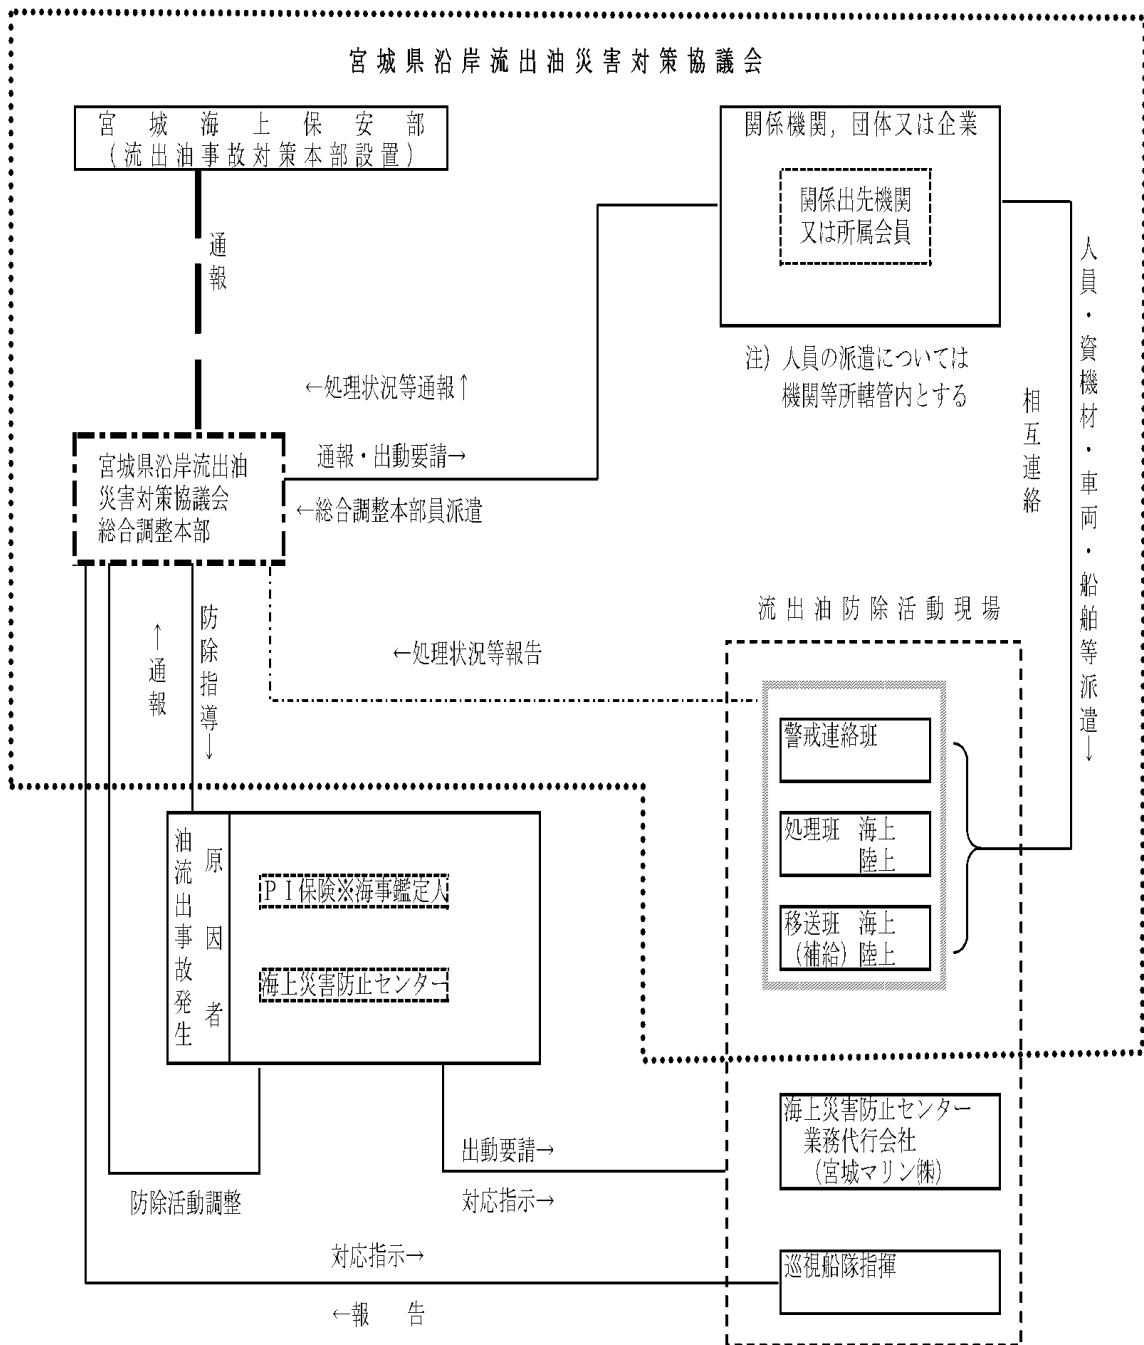 宮城県沿岸流出油災害対策協議会
宮城海上保安部
(流出油事故対策本部設置)
関係機関，団体又は企業
関係出先機関
又は所属会員
通報
人員・資機材・車両・船舶等派遣→
注）人員の派遣については
機関等所轄管内とする
相互連絡
←処理状況等通報↑
通報・出動要請→
←総合調整本部員派遣
宮城県沿岸流出油
災害対策協議会
総合調整本部
←通報
防除指導→
←処理状況等報告
流出油防除活動現場
警戒連絡班
処理班 海上
陸上
移送班 海上
(補給) 陸上
油流出事故発生
原因者
ＰＩ保険※海事鑑定人
海上災害防止センター
海上災害防止センター
業務代行会社
(宮城マリン㈱)
出動要請→
対応指示→
防除活動調整
対応指示→
←報 告
巡視船隊指揮